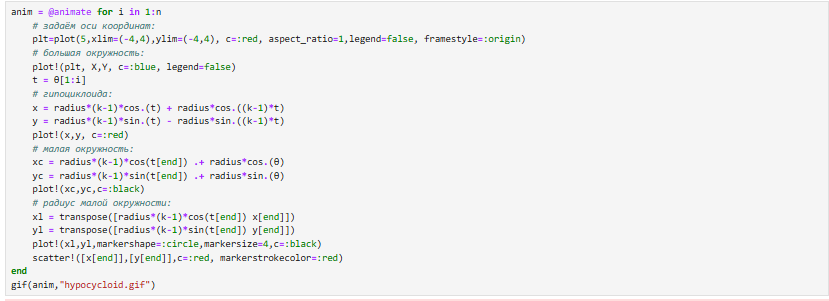 anim = @animate for i in 1:n
# задаём оси координат:
plt=plot(5,xlim=(-4,4),ylim=(-4,4), c=:red, aspect_ratio=1,legend=false, framestyle=:origin)
# большая окружность:
plot!(plt, X,Y, c=:blue, legend=false)
t = θ[1:i]
# гипоциклоида:
x = radius*(k-1)*cos.(t) + radius*cos.((k-1)*t)
y = radius*(k-1)*sin.(t) - radius*sin.((k-1)*t)
plot!(x,y, c=:red)
# малая окружность:
xc = radius*(k-1)*cos(t[end]) .+ radius*cos.(θ)
yc = radius*(k-1)*sin(t[end]) .+ radius*sin.(θ)
plot!(xc,yc,c=:black)
# радиус малой окружности:
xl = transpose([radius*(k-1)*cos(t[end]) x[end]])
yl = transpose([radius*(k-1)*sin(t[end]) y[end]])
plot!(xl,yl,markershape=:circle,markersize=4,c=:black)
scatter!([x[end]],[y[end]],c=:red, markerstrokecolor=:red)
end
gif(anim,"hypocycloid.gif")